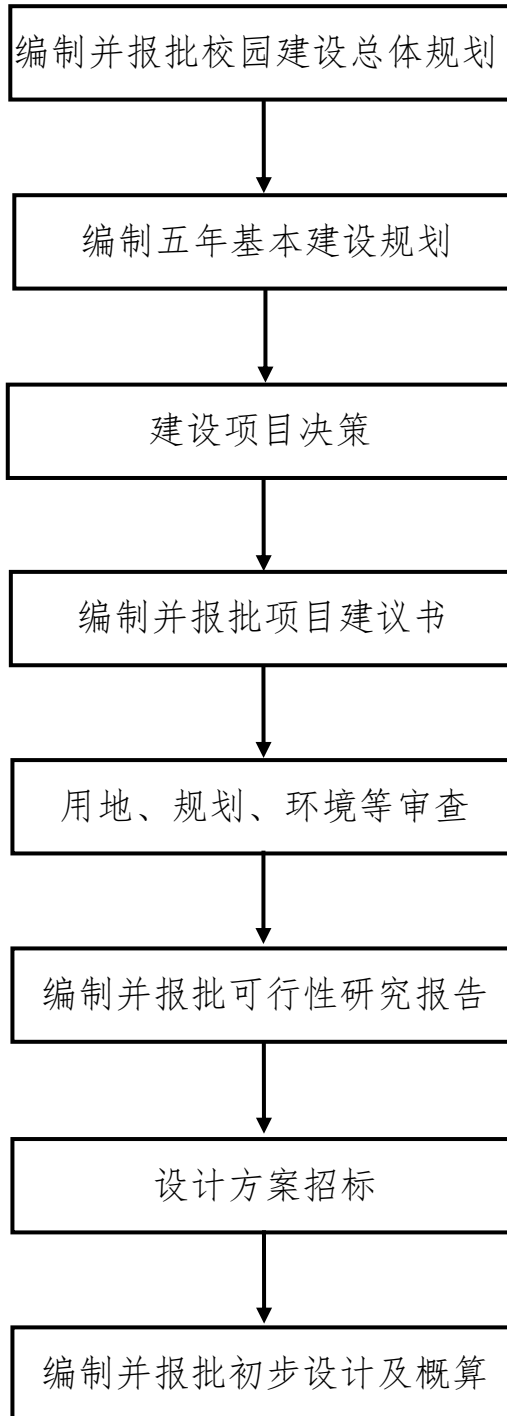 编制并报批校园建设总体规划
编制五年基本建设规划
建设项目决策
编制并报批项目建议书
用地、规划、环境等审查
编制并报批可行性研究报告
设计方案招标
编制并报批初步设计及概算